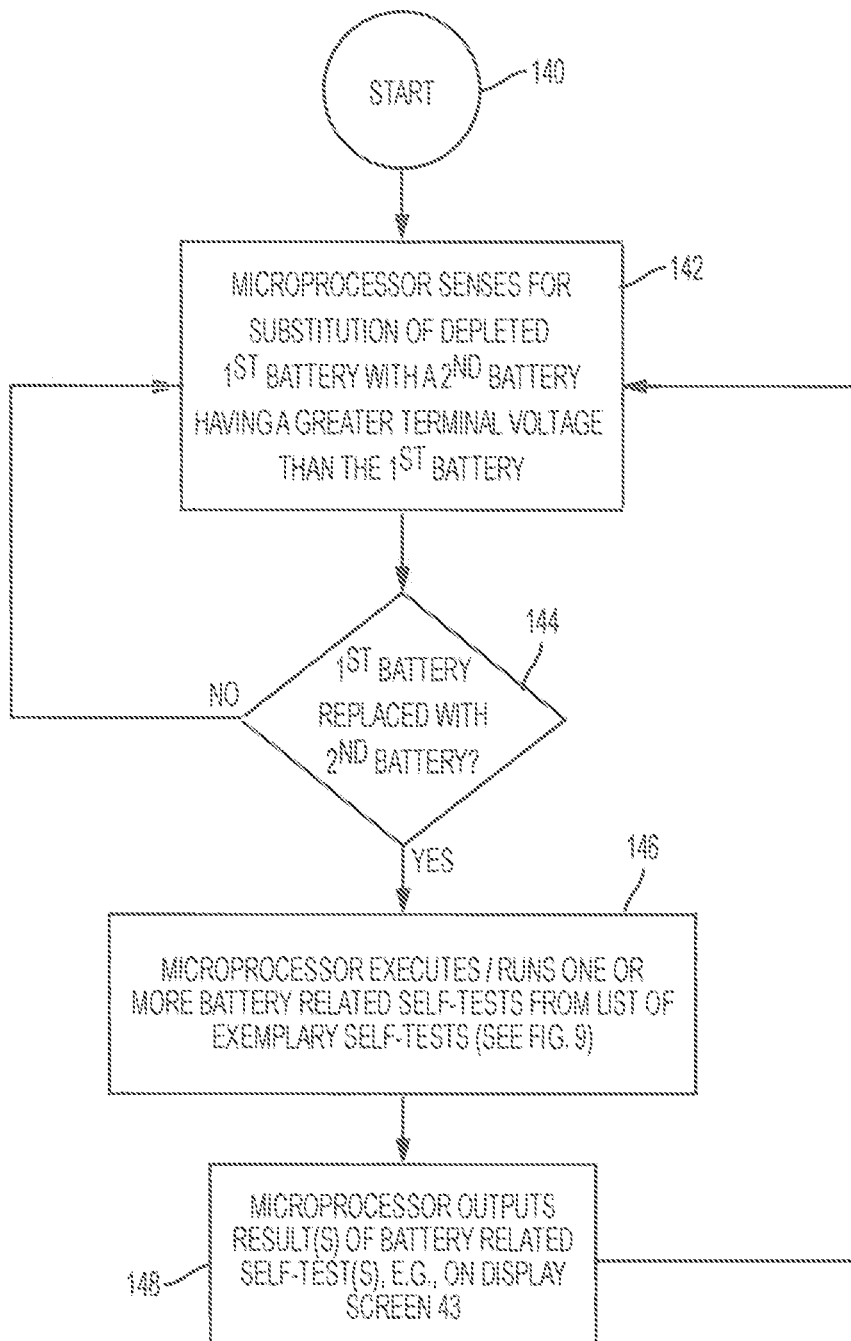 START
140
MICROPROCESSOR SENSES FOR
SUBSTITUTION OF DEPLETED
1ST BATTERY WITH A 2ND BATTERY
HAVING A GREATER TERMINAL VOLTAGE
THAN THE 1ST BATTERY
142
1ST BATTERY
REPLACED WITH
2ND BATTERY?
144
NO
YES
146
MICROPROCESSOR EXECUTES / RUNS ONE OR
MORE BATTERY RELATED SELF-TESTS FROM LIST OF
EXEMPLARY SELF-TESTS (SEE FIG. 9)
MICROPROCESSOR OUTPUTS
RESULT(S) OF BATTERY RELATED
SELF-TEST(S), E.G., ON DISPLAY
SCREEN 43
148